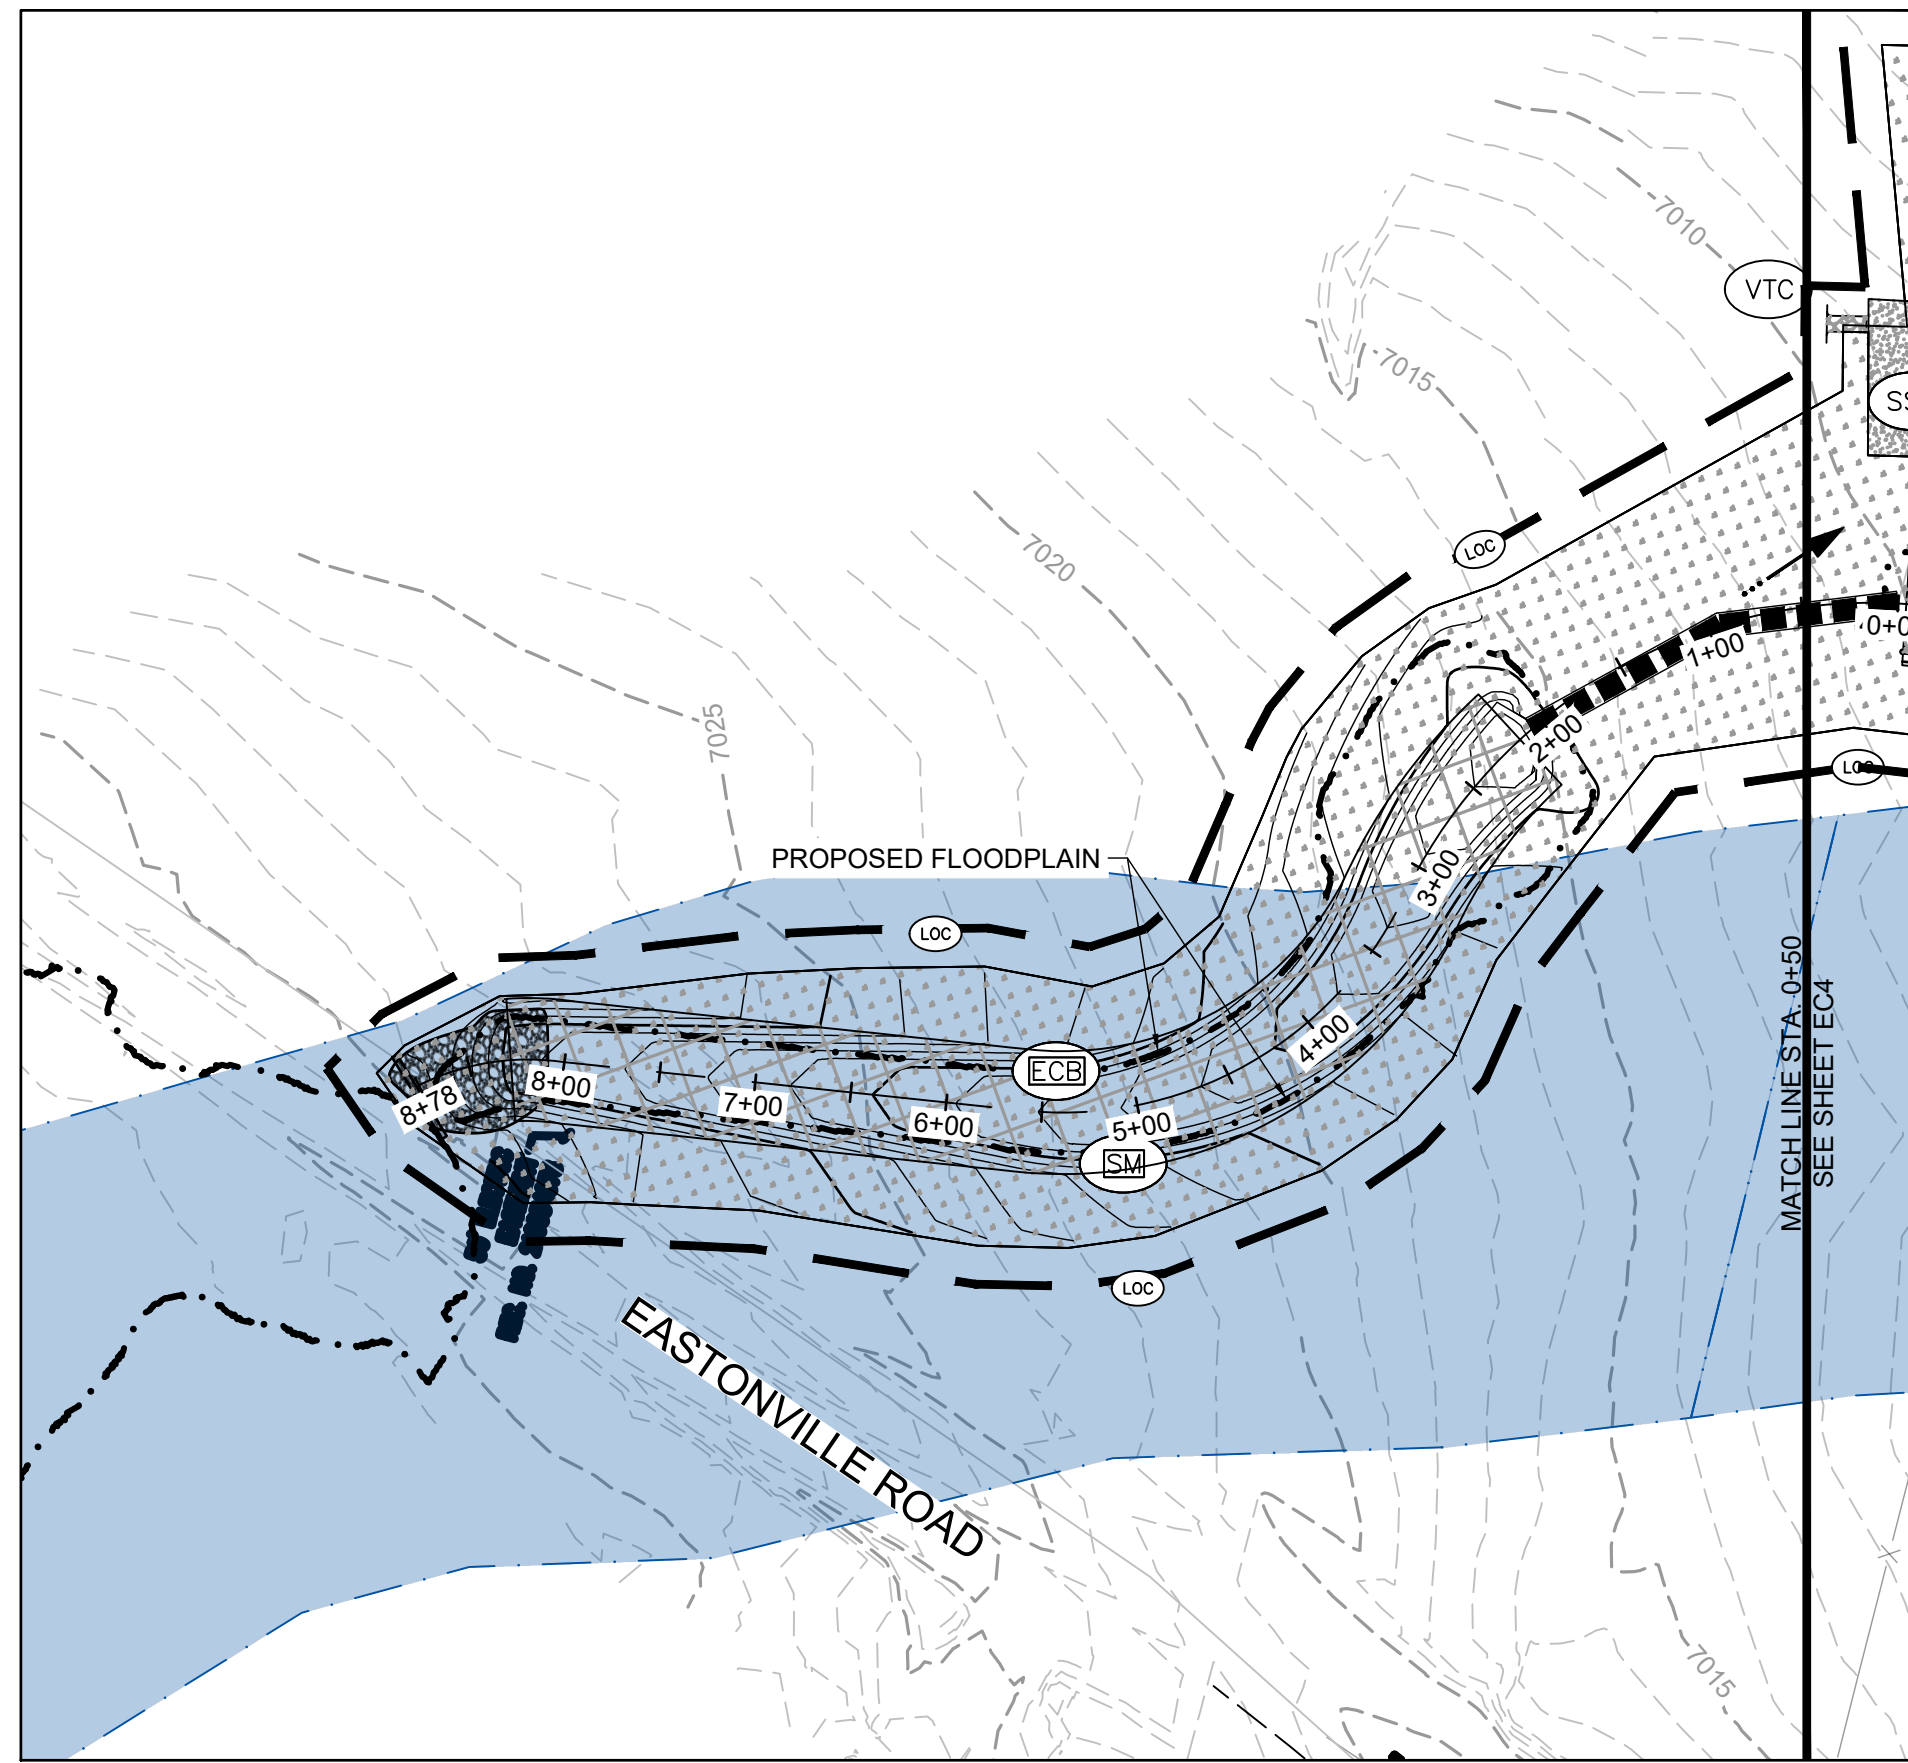 7010
VTC
7015
SS
LOC
7020
0+0
1+00
7025
2+00
LOC
PROPOSED FLOODPLAIN
3+00
LOC
4+00
ECB
8+00
8+78
7+00
6+00
5+00
SM
MATCH LINE STA. 0+50
SEE SHEET EC4
LOC
EASTONVILLE ROAD
7015